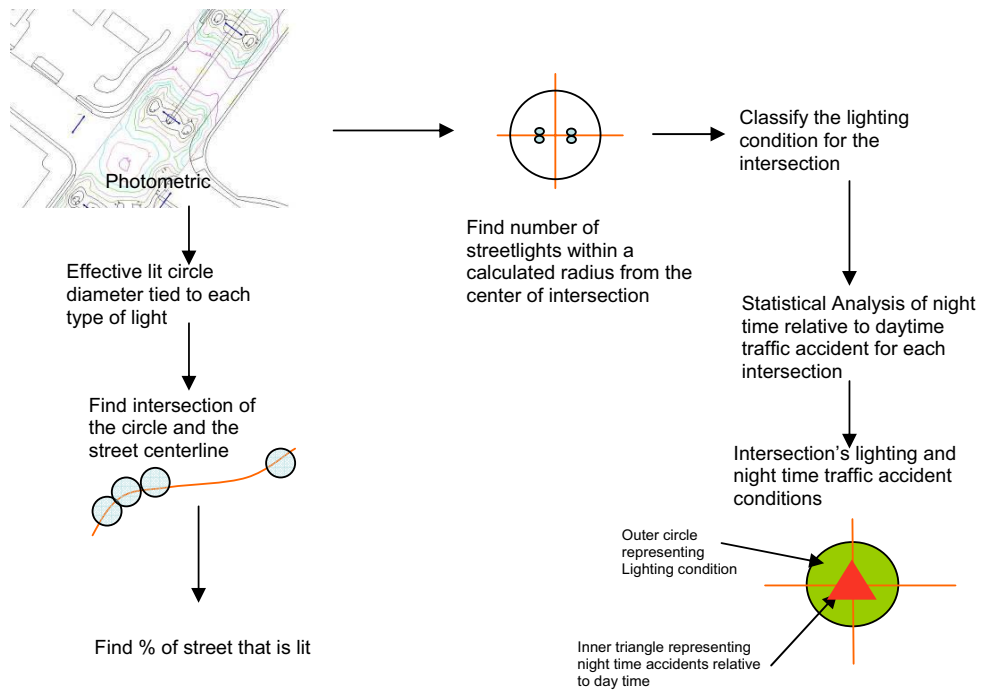 Photometric
Effective lit circle
diameter tied to each
type of light
Find intersection of
the circle and the
street centerline
Find % of street that is lit
Find number of
streetlights within a
calculated radius from the
center of intersection
Classify the lighting
condition for the
intersection
Statistical Analysis of night
time relative to daytime
traffic accident for each
intersection
Intersection’s lighting and
night time traffic accident
conditions
Outer circle
representing
Lighting condition
Inner triangle representing
night time accidents relative
to day time